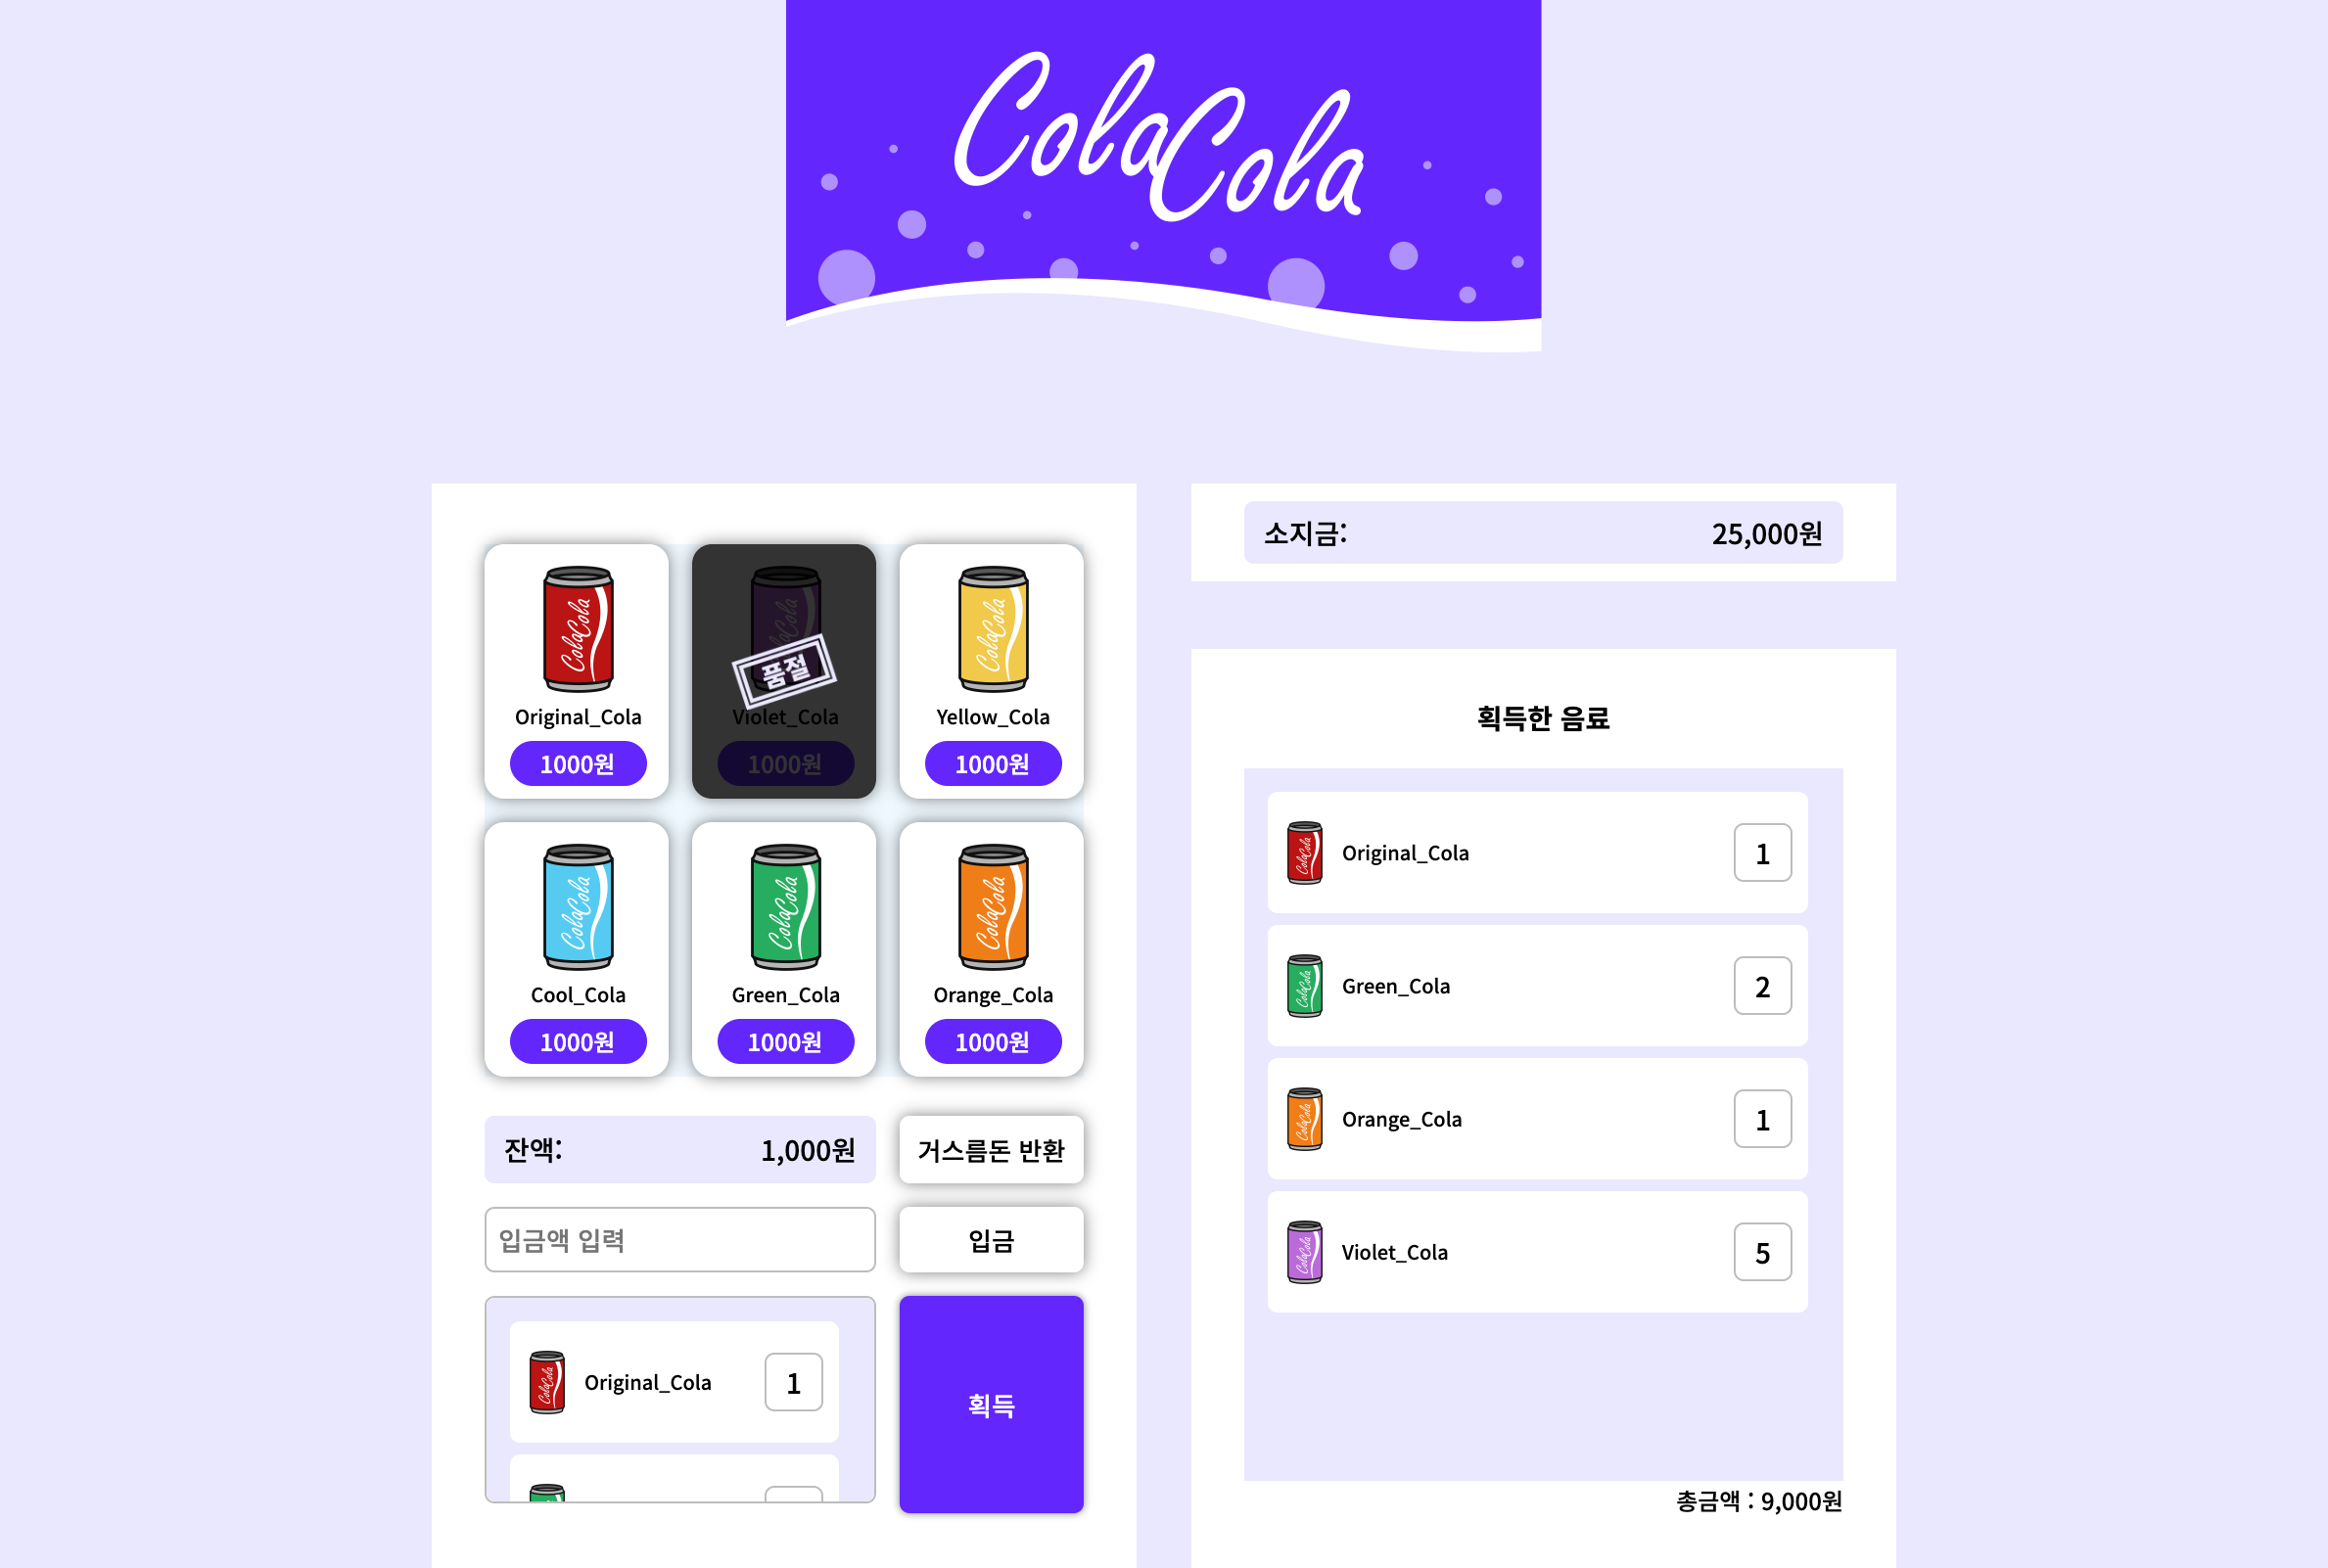 ColaCola
ColaCola
Original_Cola
1000원
ColaCola
품절
Violet_Cola
1000원
ColaCola
Yellow_Cola
1000원
ColaCola
Cool_Cola
1000원
ColaCola
Green_Cola
1000원
ColaCola
Orange_Cola
1000원
잔액: 1,000원
거스름돈 반환
입금액 입력
입금
ColaCola
Original_Cola
1
획득
소지금: 25,000원
획득한 음료
ColaCola
Original_Cola
1
ColaCola
Green_Cola
2
ColaCola
Orange_Cola
1
ColaCola
Violet_Cola
5
총금액 : 9,000원